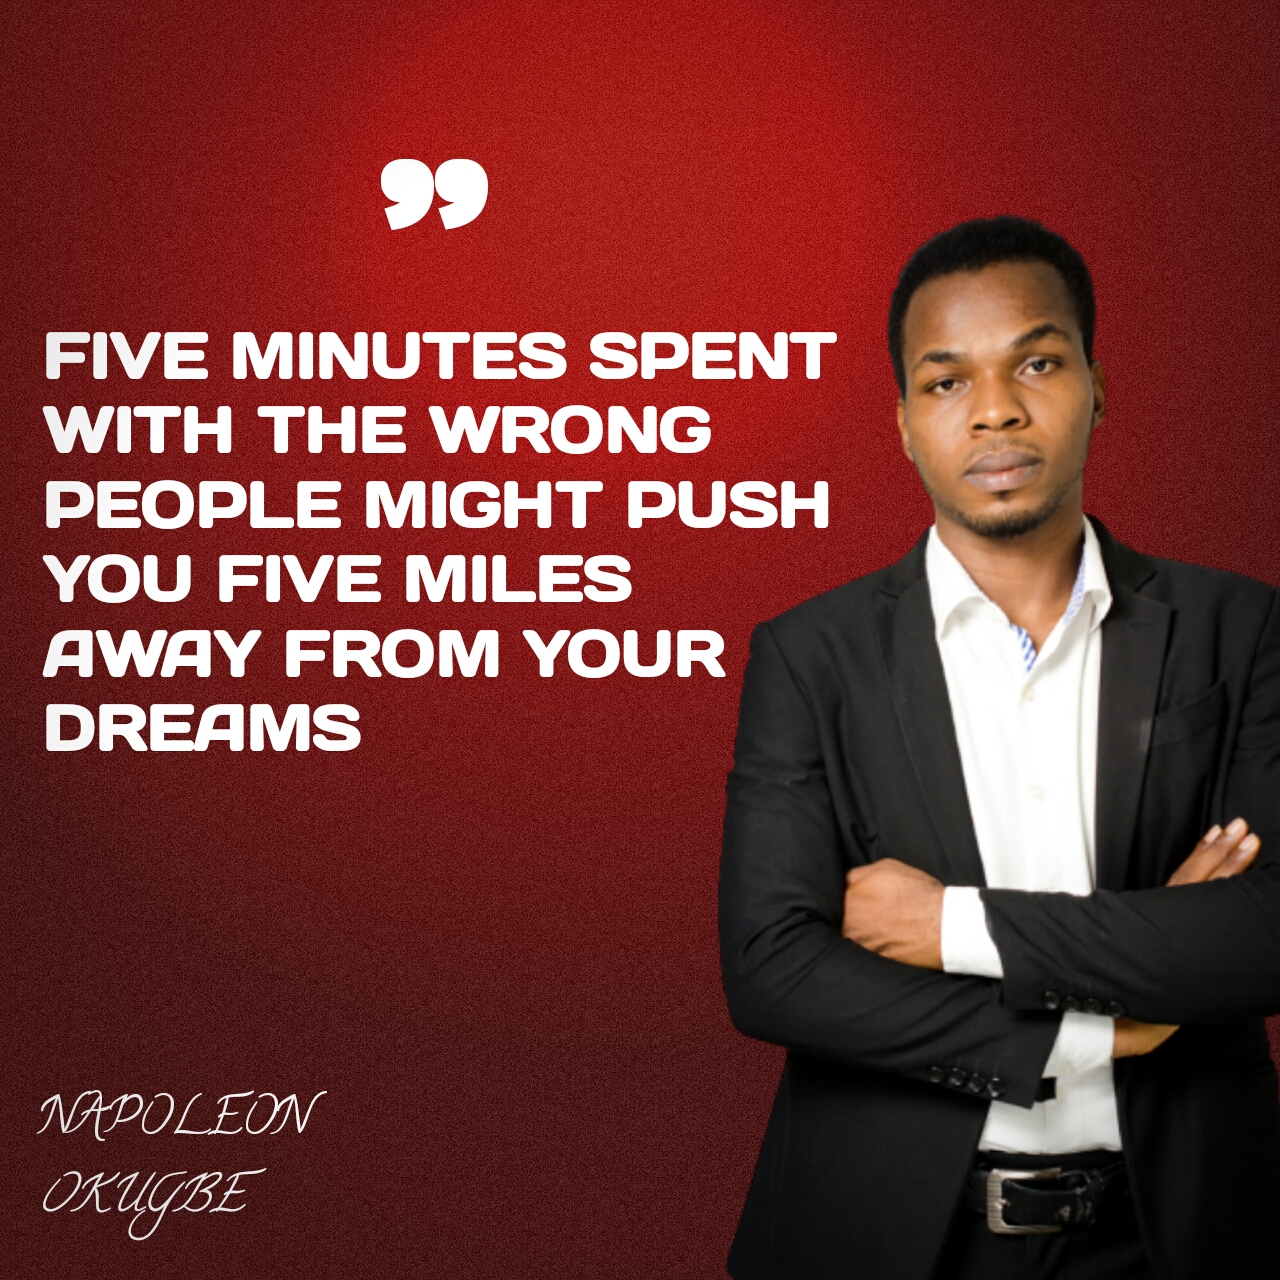 ”
FIVE MINUTES SPENT
WITH THE WRONG
PEOPLE MIGHT PUSH
YOU FIVE MILES
AWAY FROM YOUR
DREAMS
NAPOLEON
OKUGBE